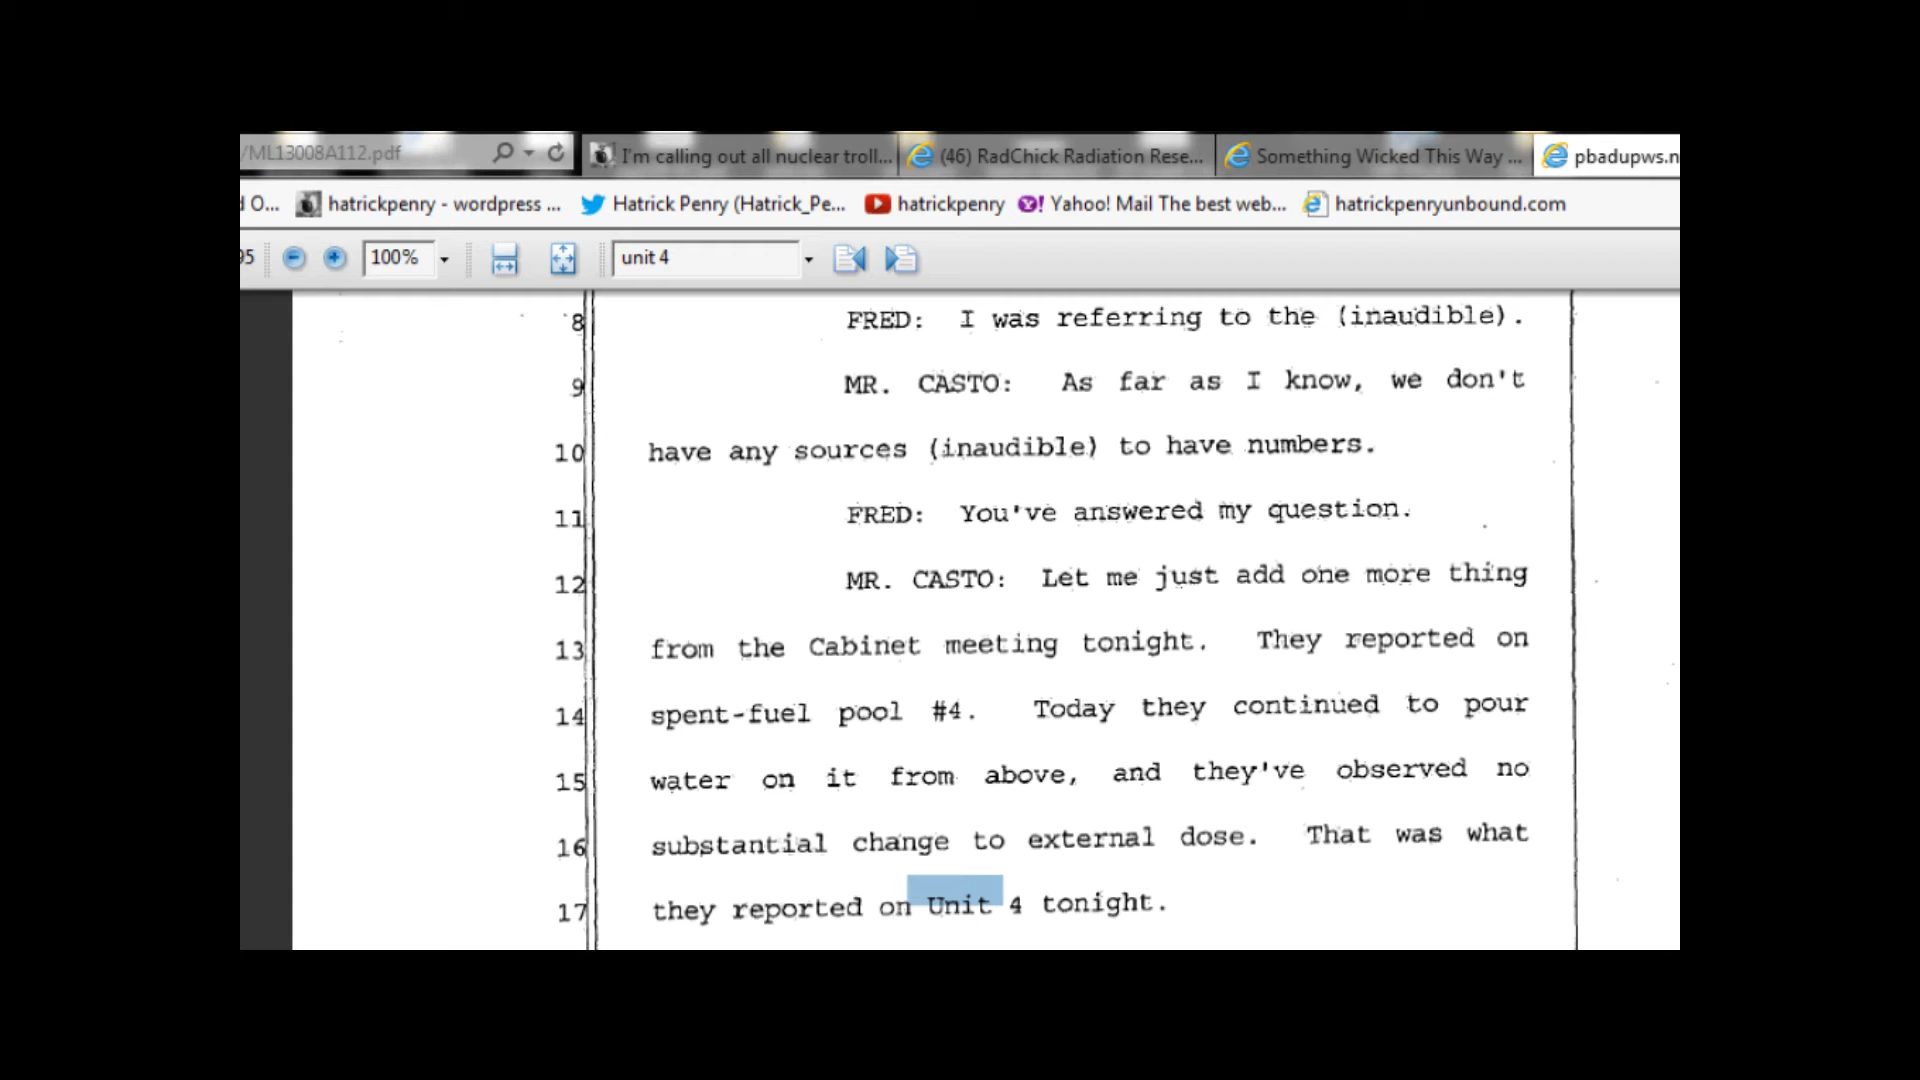 /ML13008A112.pdf I'm calling out all nuclear troll... (46) RadChick Radiation Rese... Something Wicked This Way ... pbadupws.n
d O... hatrickpenry - wordpress ... Hatrick Penry (Hatrick_Pe... hatrickpenry Yahoo! Mail The best web... hatrickpenryunbound.com
95 100% unit 4
8 FRED: I was referring to the (inaudible).
9 MR. CASTO: As far as I know, we don't
10 have any sources (inaudible) to have numbers.
11 FRED: You've answered my question.
12 MR. CASTO: Let me just add one more thing
13 from the Cabinet meeting tonight. They reported on
14 spent-fuel pool #4. Today they continued to pour
15 water on it from above, and they've observed no
16 substantial change to external dose. That was what
17 they reported on Unit 4 tonight.